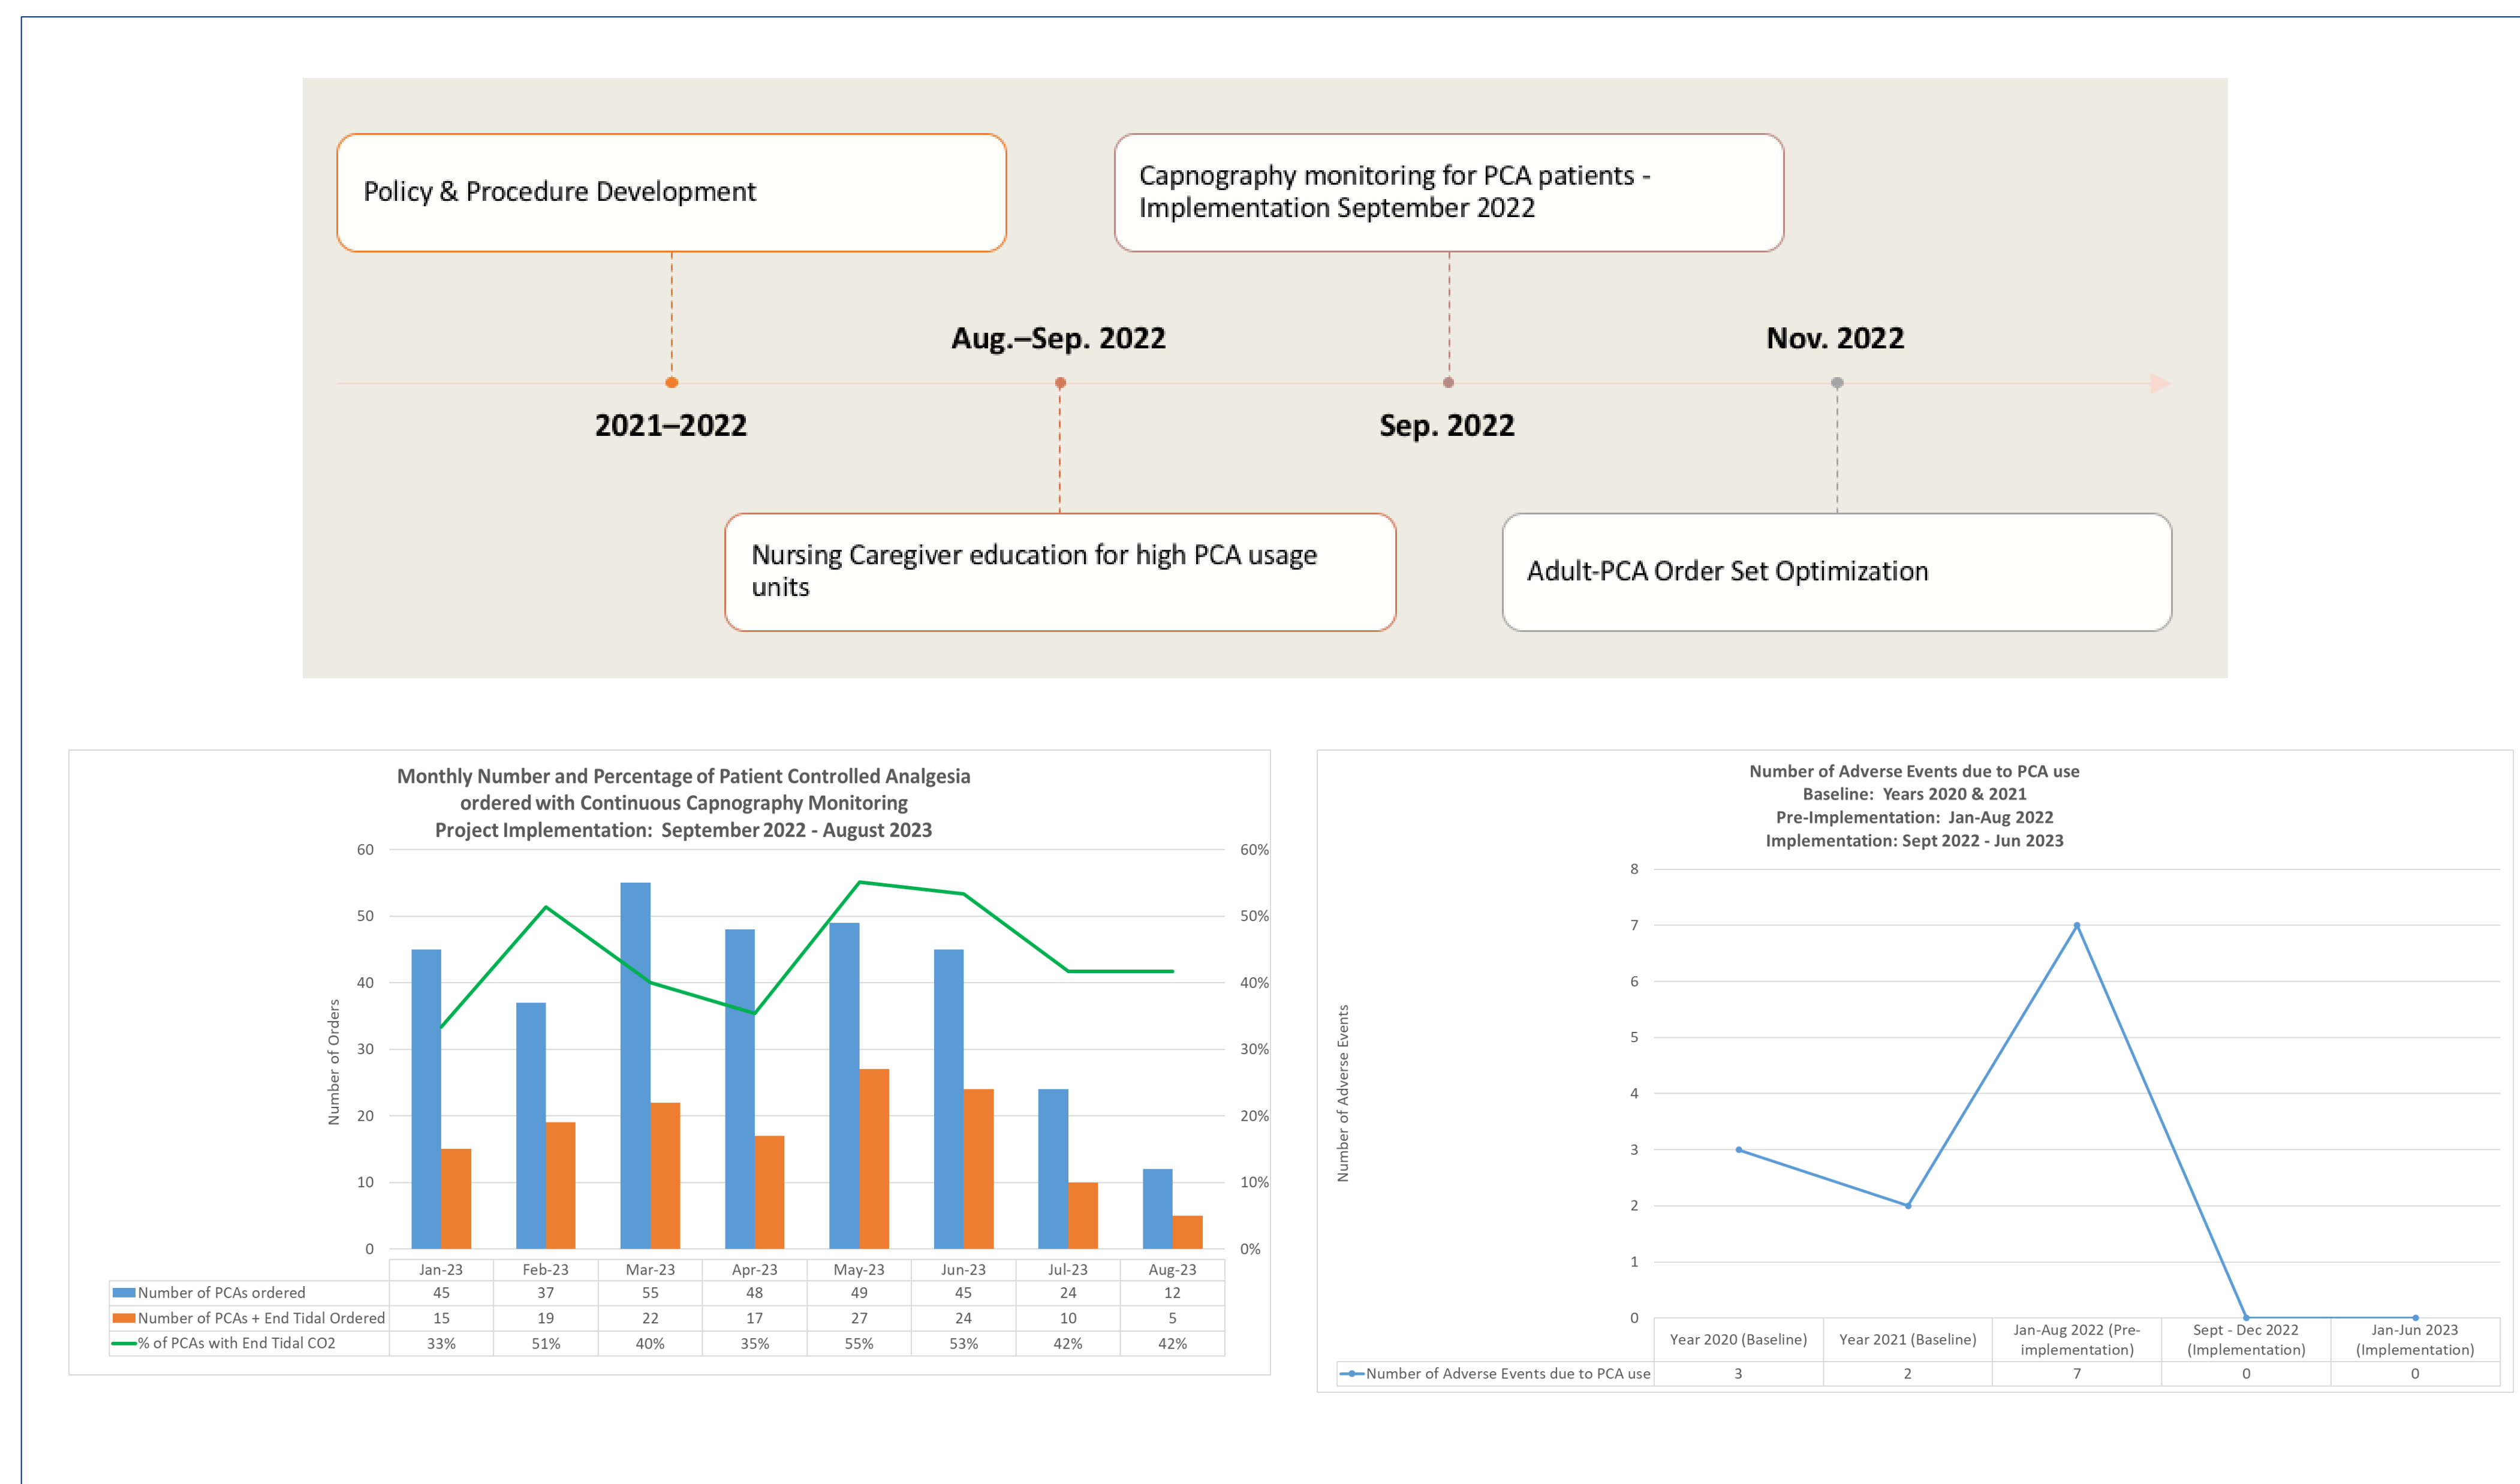 Policy & Procedure Development
Capnography monitoring for PCA patients -
Implementation September 2022
Aug.–Sep. 2022
Nov. 2022
2021–2022
Sep. 2022
Nursing Caregiver education for high PCA usage
units
Adult-PCA Order Set Optimization
Monthly Number and Percentage of Patient Controlled Analgesia
ordered with Continuous Capnography Monitoring
Project Implementation: September 2022 - August 2023
60 60%
50 50%
40 40%
30 30%
20 20%
10 10%
0 0%
Number of Orders
Jan-23 Feb-23 Mar-23 Apr-23 May-23 Jun-23 Jul-23 Aug-23
Number of PCAs ordered 45 37 55 48 49 45 24 12
Number of PCAs + End Tidal Ordered 15 19 22 17 27 24 10 5
% of PCAs with End Tidal CO2 33% 51% 40% 35% 55% 53% 42% 42%
Number of Adverse Events due to PCA use
Baseline: Years 2020 & 2021
Pre-Implementation: Jan-Aug 2022
Implementation: Sept 2022 - Jun 2023
8
7
6
5
4
3
2
1
0
Number of Adverse Events
Year 2020 (Baseline) Year 2021 (Baseline) Jan-Aug 2022 (Pre- Sept - Dec 2022 Jan-Jun 2023
implementation) (Implementation) (Implementation)
Number of Adverse Events due to PCA use 3 2 7 0 0